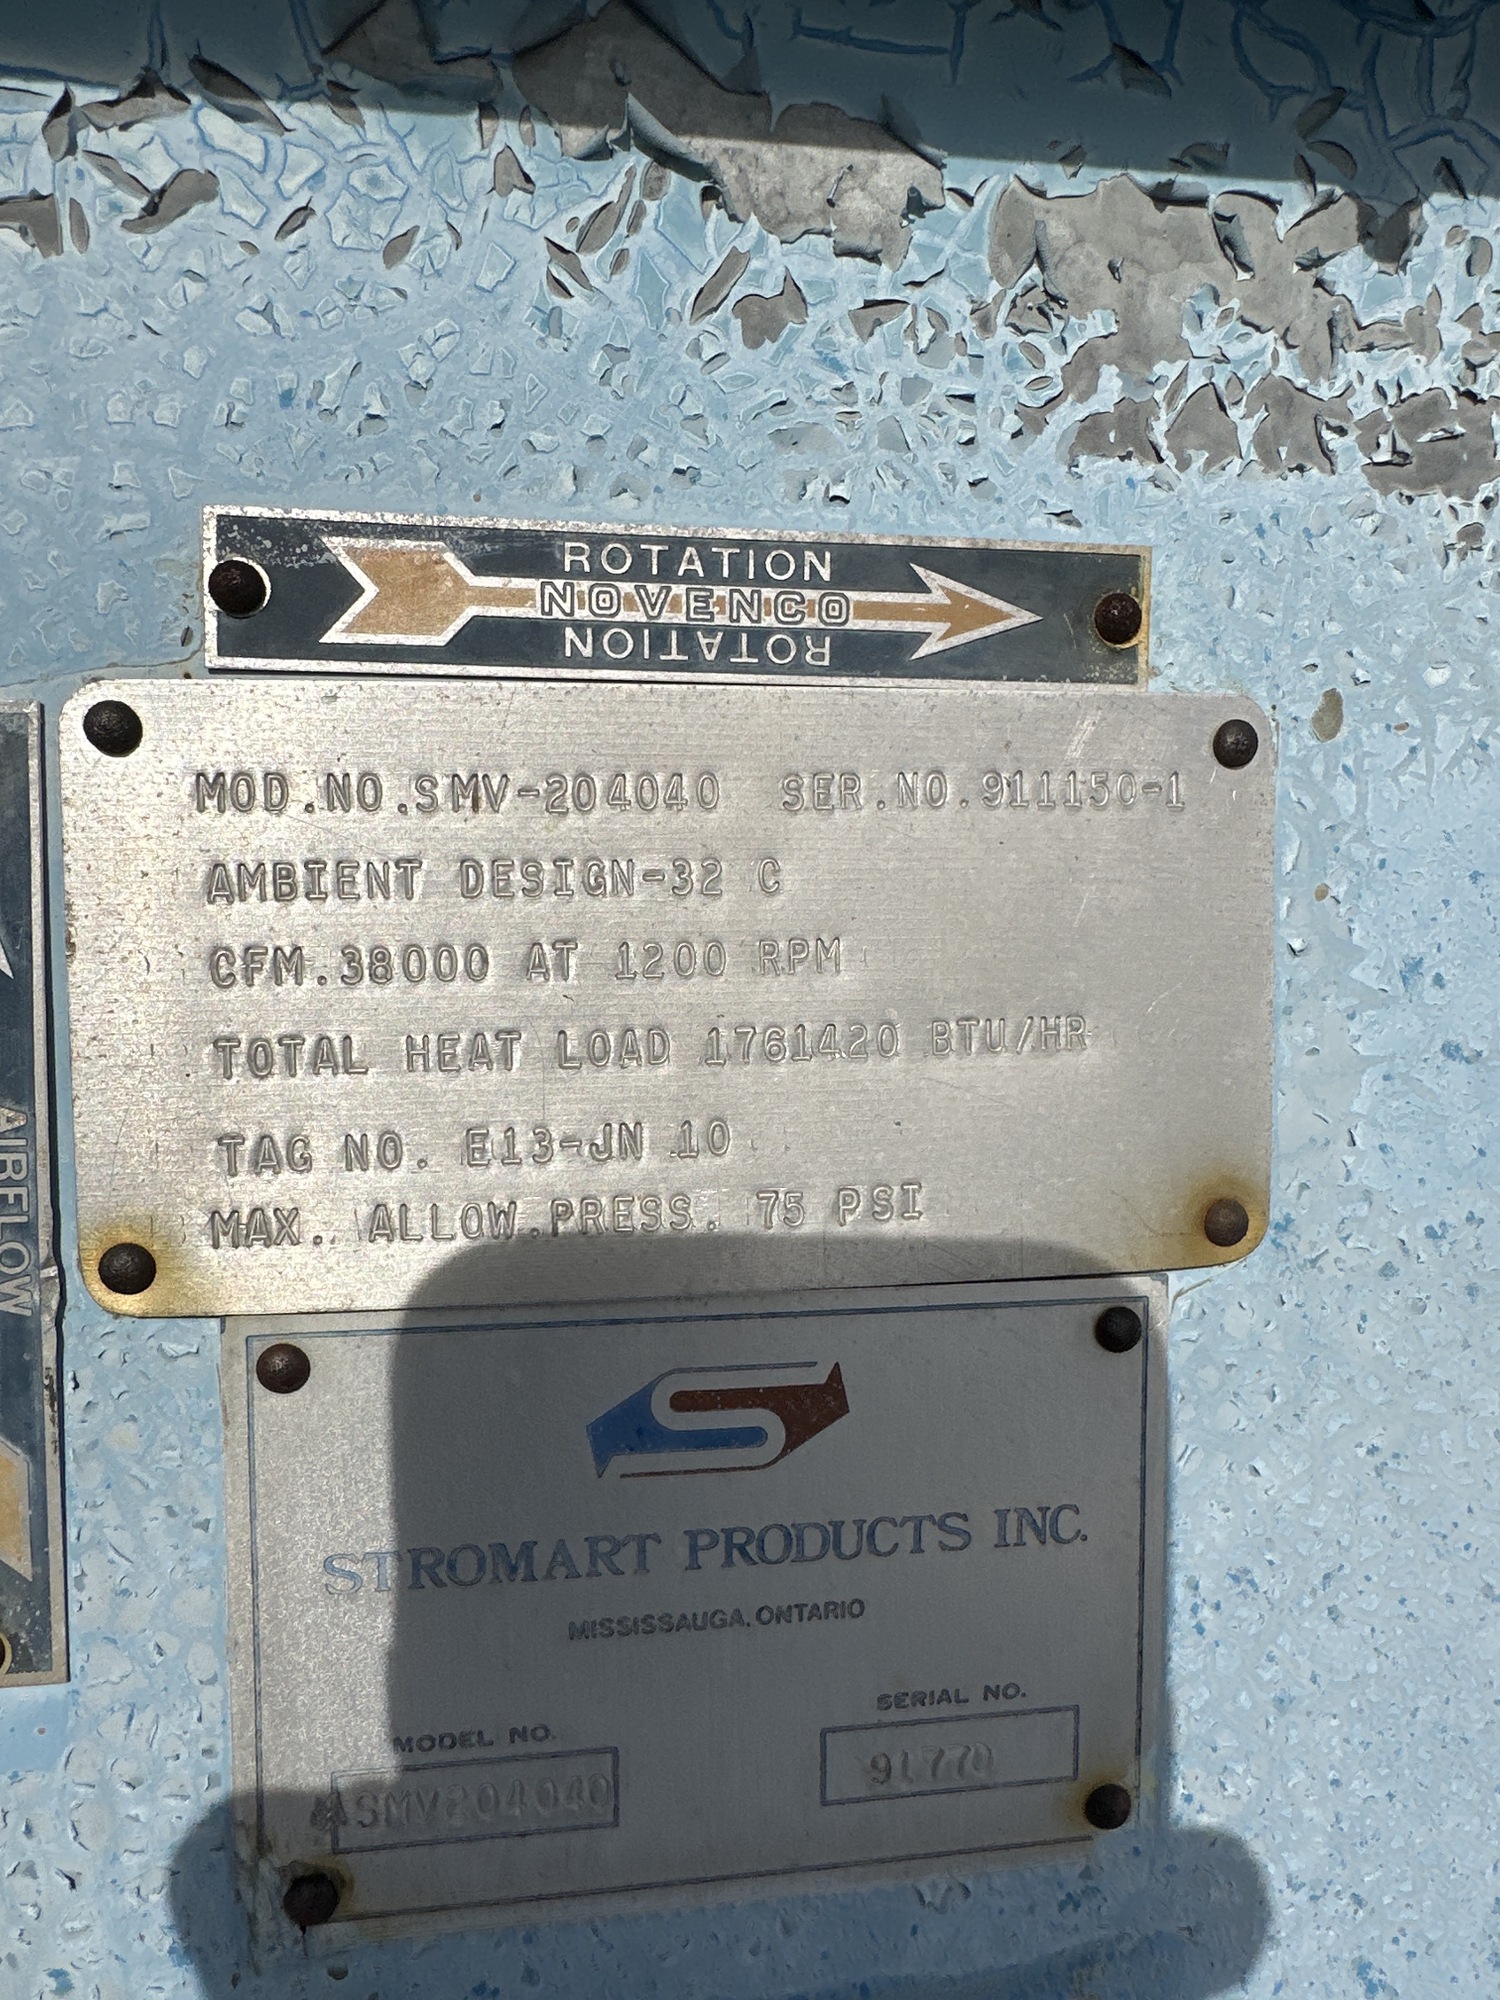 ROTATION
NOVENCO
ROTATION
MOD.NO.SMV-204040 SER.NO.911150-1
AMBIENT DESIGN-32 C
CFM.38000 AT 1200 RPM
TOTAL HEAT LOAD 1761420 BTU/HR
TAG NO. E13-JN 10
MAX. ALLOW.PRESS. 75 PSI
AIRFLOW
STROMART PRODUCTS INC.
MISSISSAUGA, ONTARIO
MODEL NO.
SMV204040
SERIAL NO.